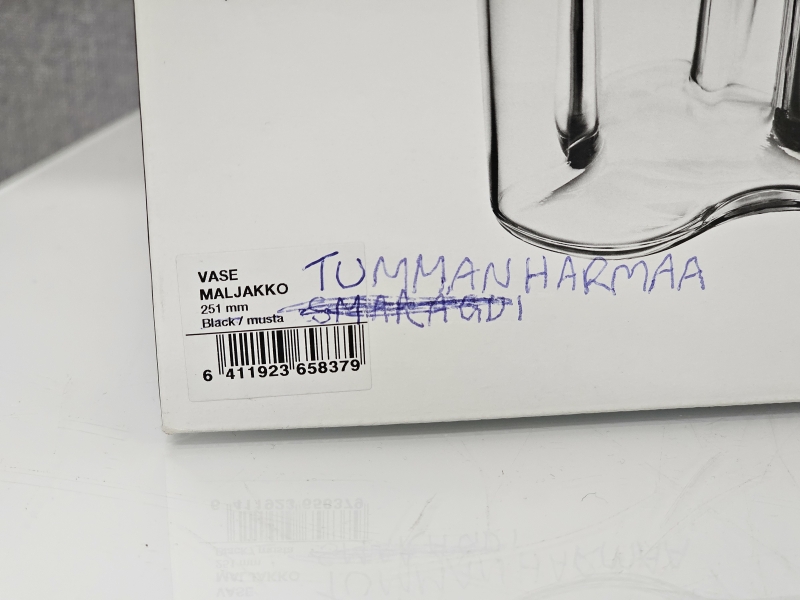 VASE
MALJAKKO
251 mm
Black / musta
TUMMANHARMAA
SMARAGDI
6 411923 658379